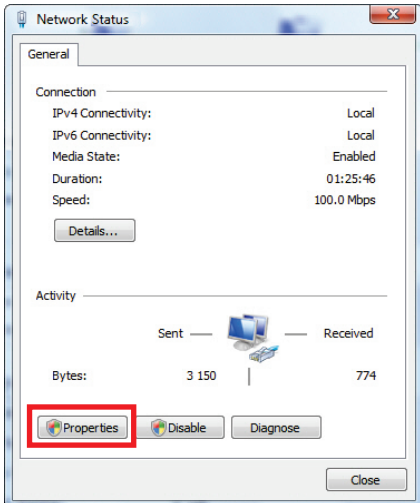 Network Status
General
Connection
IPv4 Connectivity: Local
IPv6 Connectivity: Local
Media State: Enabled
Duration: 01:25:46
Speed: 100.0 Mbps
Details...
Activity
Sent Received
Bytes: 3 150 774
Properties Disable Diagnose
Close